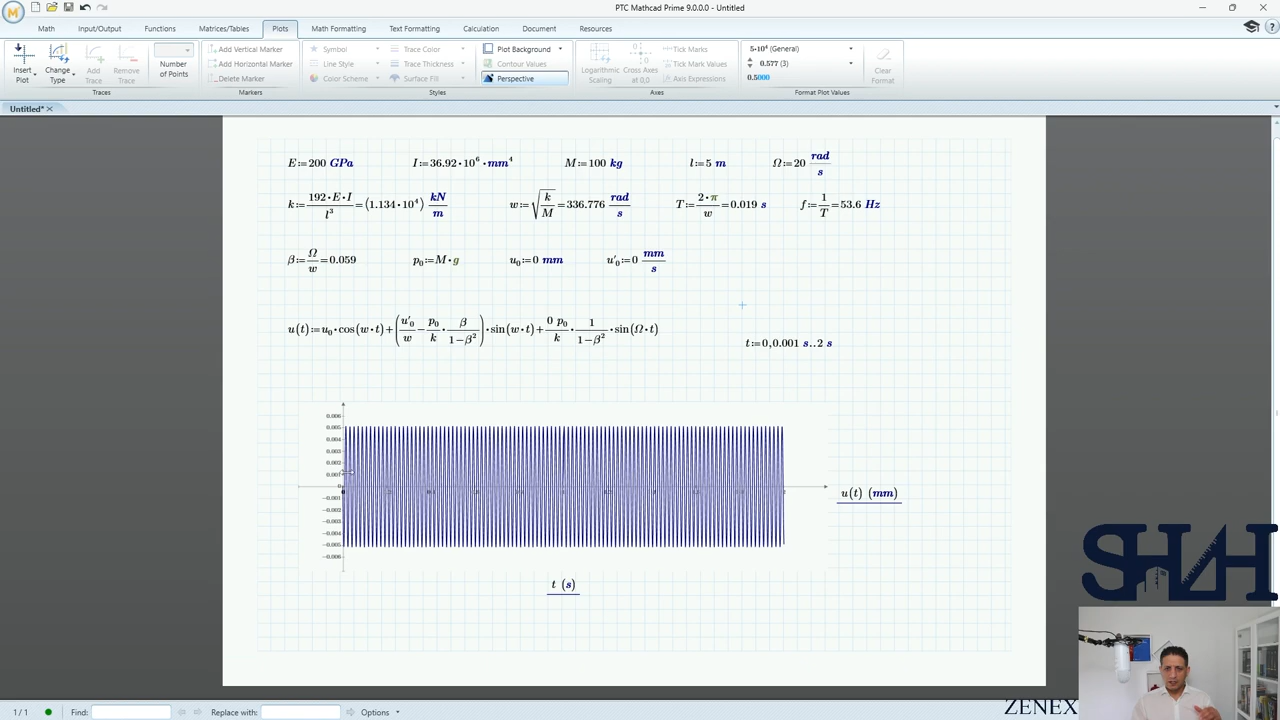 PTC Mathcad Prime 9.0.0.0 - Untitled
Math Input/Output Functions Matrices/Tables Plots Math Formatting Text Formatting Calculation Document Resources
Insert Plot Change Type Add Trace Remove Trace
Traces
Number of Points
Add Vertical Marker
Add Horizontal Marker
Delete Marker
Markers
Symbol Trace Color
Line Style Trace Thickness
Color Scheme Surface Fill
Styles
Plot Background
Contour Values
Perspective
Logarithmic Scaling Cross Axes at 0,0
Tick Marks
Tick Mark Values
Axis Expressions
Axes
5•10⁴ (General)
0.577 (3)
0.5000
Clear Format
Format Plot Values
Untitled*
E:=200 GPa I:=36.92•10⁶•mm⁴ M:=100 kg l:=5 m Ω:=20 rad/s
k:=192•E•I/l³=(1.134•10⁴) kN/m w:=√(k/M)=336.776 rad/s T:=2•π/w=0.019 s f:=1/T=53.6 Hz
β:=Ω/w=0.059 p₀:=M•g u₀:=0 mm u'₀:=0 mm/s
u(t):=u₀•cos(w•t)+(u'₀/w−p₀/k•β/(1−β²))•sin(w•t)+0 p₀/k•1/(1−β²)•sin(Ω•t)
t:=0,0.001 s..2 s
0.006
0.005
0.004
0.003
0.002
0.001
0
−0.001
−0.002
−0.003
−0.004
−0.005
−0.006
u(t) (mm)
t (s)
SHZH
ZENEX
1 / 1 Find: Replace with: Options